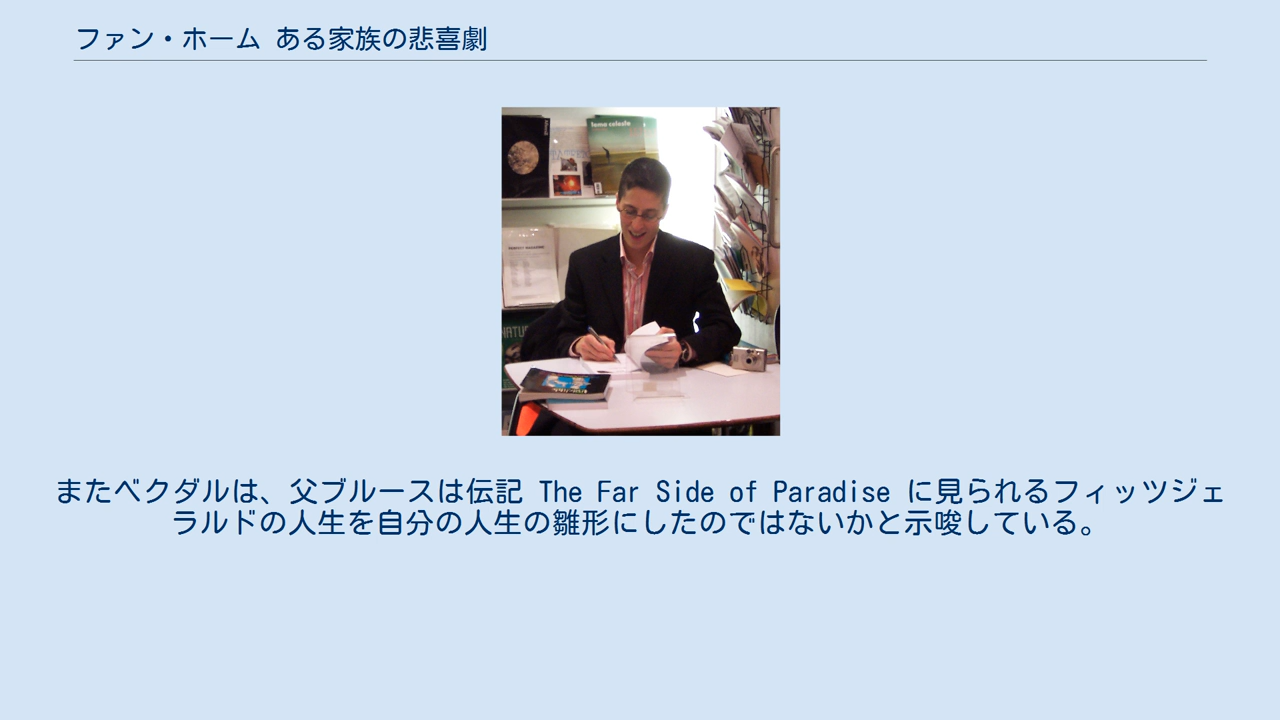 ファン・ホーム ある家族の悲喜劇
tema celeste
またベクダルは、父ブルースは伝記 The Far Side of Paradise に見られるフィッツジェ
ラルドの人生を自分の人生の雛形にしたのではないかと示唆している。